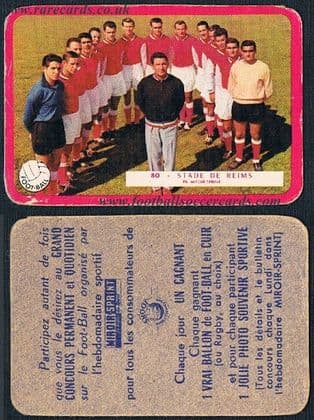 www.rarecards.co.uk
FOOT-BALL
80 - STADE DE REIMS
Ph. MIROIR-SPRINT
www.footballsoccercards.com
Participez autant de fois
que vous le désirez au GRAND
CONCOURS PERMANENT et QUOTIDIEN
sur le Foot-Ball organisé par
l'hebdomadaire sportif
MIROIR-SPRINT
pour tous les consommateurs de
Chaque jour UN GAGNANT
Chaque gagnant
1 VRAI BALLON de FOOT-BALL en CUIR
(ou Rugby, au choix)
et pour chaque participant
1 JOLIE PHOTO SOUVENIR SPORTIVE
(Tous les détails et le bulletin
concours chaque Lundi dans
l'hebdomadaire MIROIR-SPRINT)